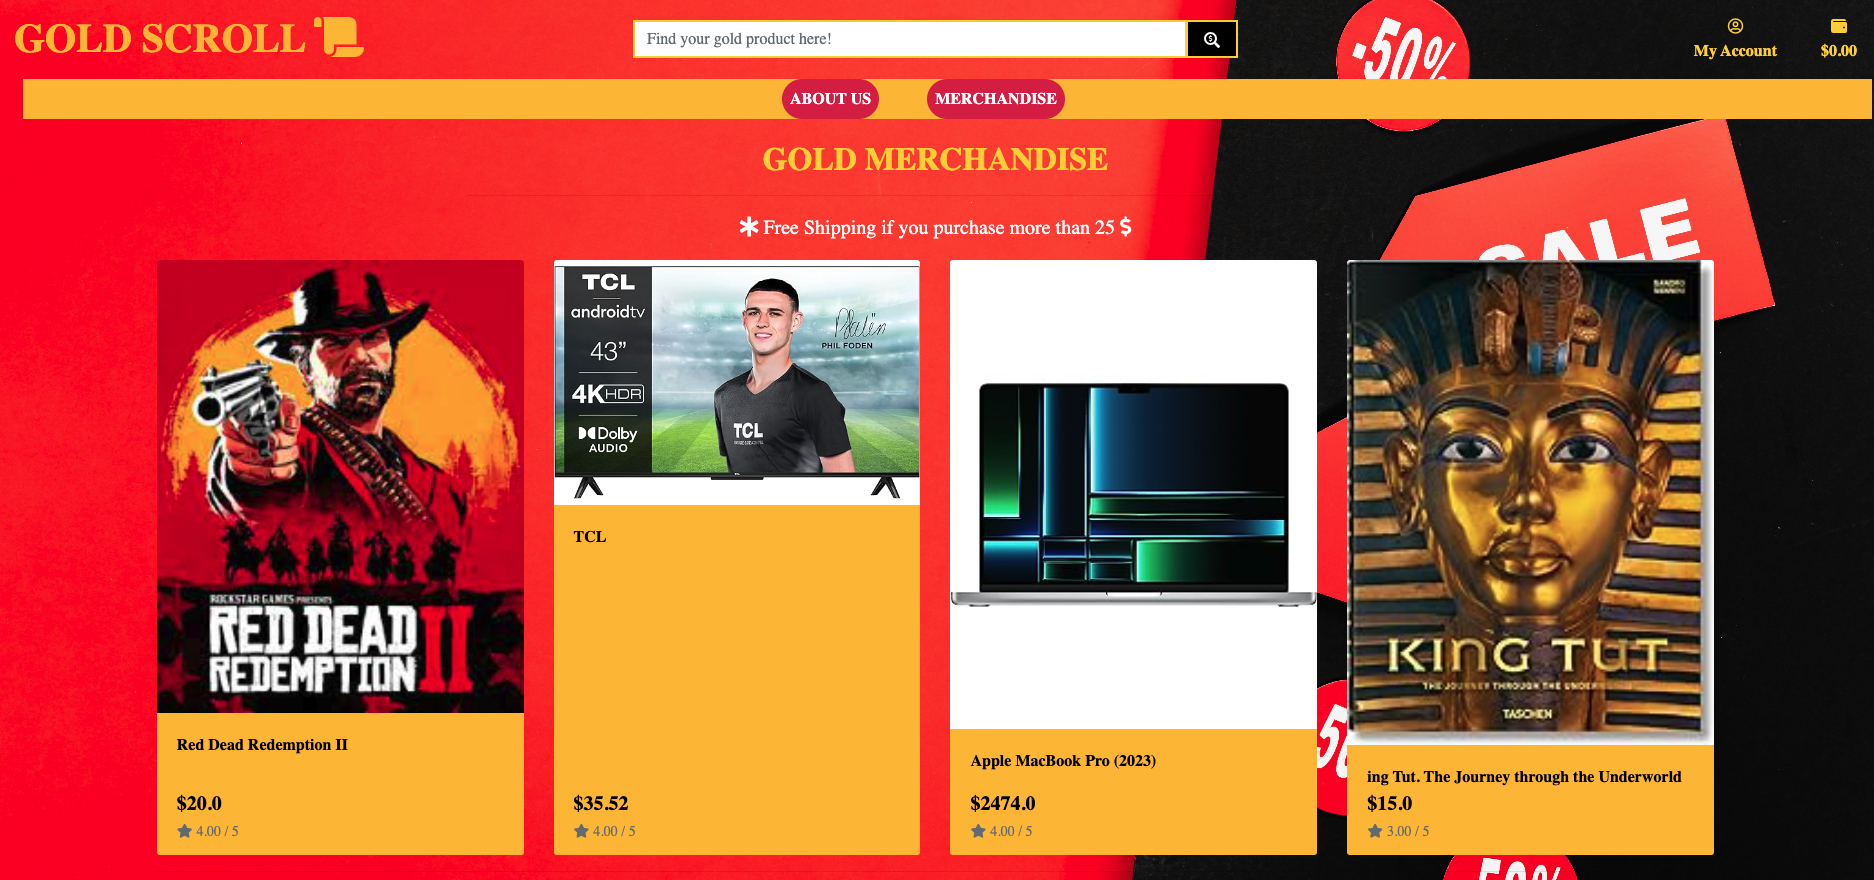 GOLD SCROLL
Find your gold product here!
-50%
My Account
$0.00
ABOUT US
MERCHANDISE
GOLD MERCHANDISE
Free Shipping if you purchase more than 25 $
SALE
TCL
androidtv
43”
4K HDR
Dolby
AUDIO
PHIL FODEN
TCL
ROCKSTAR GAMES PRESENTS
RED DEAD
REDEMPTION II
KING TUT
THE JOURNEY THROUGH THE UNDERWORLD
TASCHEN
TCL
Red Dead Redemption II
Apple MacBook Pro (2023)
ing Tut. The Journey through the Underworld
$20.0
$35.52
$2474.0
$15.0
4.00 / 5
4.00 / 5
4.00 / 5
3.00 / 5
50%